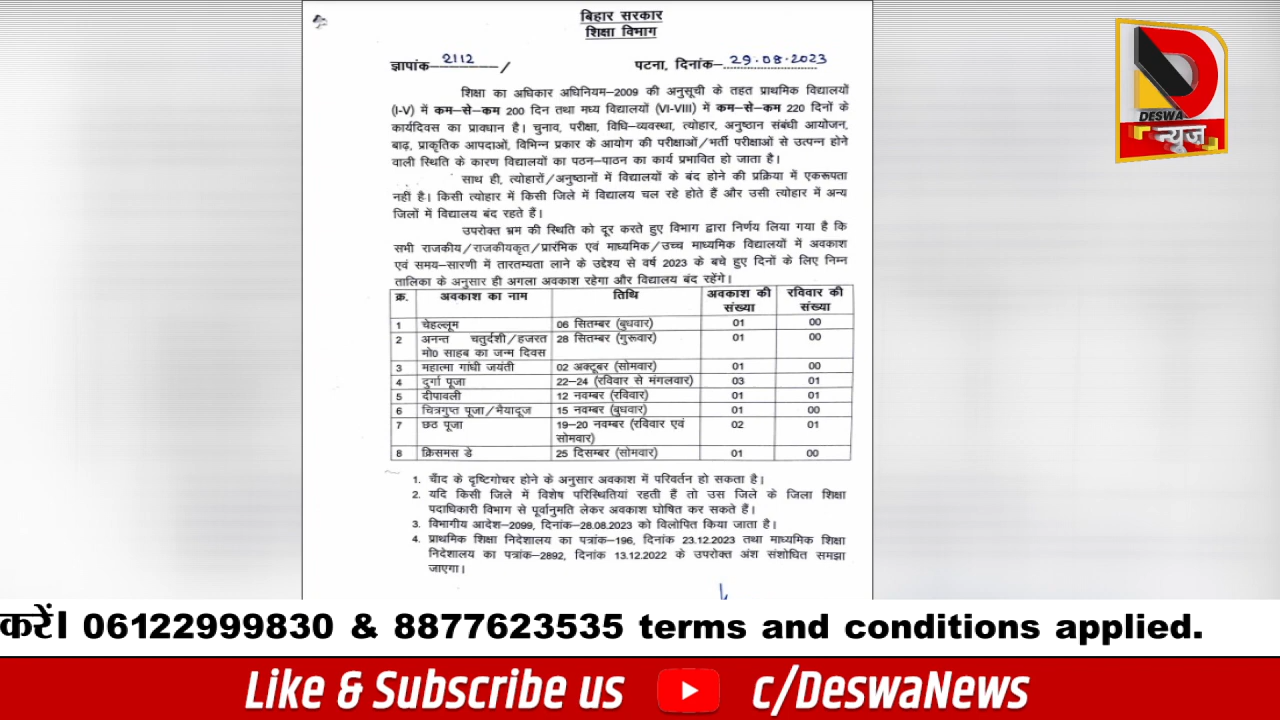 बिहार सरकार
शिक्षा विभाग
ज्ञापांक 2112 /
पटना, दिनांक- 29.08.2023
शिक्षा का अधिकार अधिनियम-2009 की अनुसूची के तहत प्राथमिक विद्यालयों
(I-V) में कम-से-कम 200 दिन तथा मध्य विद्यालयों (VI-VIII) में कम-से-कम 220 दिनों के
कार्यदिवस का प्रावधान है। चुनाव, परीक्षा, विधि-व्यवस्था, त्योहार, अनुष्ठान संबंधी आयोजन,
बाढ़, प्राकृतिक आपदाओं, विभिन्न प्रकार के आयोग की परीक्षाओं/भर्ती परीक्षाओं से उत्पन्न होने
वाली स्थिति के कारण विद्यालयों का पठन-पाठन का कार्य प्रभावित हो जाता है।
साथ ही, त्योहारों/अनुष्ठानों में विद्यालयों के बंद होने की प्रक्रिया में एकरूपता
नहीं है। किसी त्योहार में किसी जिले में विद्यालय चल रहे होते हैं और उसी त्योहार में अन्य
जिलों में विद्यालय बंद रहते हैं।
उपरोक्त भ्रम की स्थिति को दूर करते हुए विभाग द्वारा निर्णय लिया गया है कि
सभी राजकीय/राजकीयकृत/प्रारंभिक एवं माध्यमिक/उच्च माध्यमिक विद्यालयों में अवकाश
एवं समय-सारणी में तारतम्यता लाने के उद्देश्य से वर्ष 2023 के बचे हुए दिनों के लिए निम्न
तालिका के अनुसार ही अगला अवकाश रहेगा और विद्यालय बंद रहेंगे।
क्र. अवकाश का नाम तिथि अवकाश की संख्या रविवार की संख्या
1 चेहल्लूम 06 सितम्बर (बुधवार) 01 00
2 अनन्त चतुर्दशी/हजरत मो0 साहब का जन्म दिवस 28 सितम्बर (गुरूवार) 01 00
3 महात्मा गांधी जयंती 02 अक्टूबर (सोमवार) 01 00
4 दुर्गा पूजा 22-24 (रविवार से मंगलवार) 03 01
5 दीपावली 12 नवम्बर (रविवार) 01 01
6 चित्रगुप्त पूजा/भैयादूज 15 नवम्बर (बुधवार) 01 00
7 छठ पूजा 19-20 नवम्बर (रविवार एवं सोमवार) 02 01
8 क्रिसमस डे 25 दिसम्बर (सोमवार) 01 00
1. चाँद के दृष्टिगोचर होने के अनुसार अवकाश में परिवर्तन हो सकता है।
2. यदि किसी जिले में विशेष परिस्थितियां रहती हैं तो उस जिले के जिला शिक्षा
पदाधिकारी विभाग से पूर्वानुमति लेकर अवकाश घोषित कर सकते हैं।
3. विभागीय आदेश-2099, दिनांक-28.08.2023 को विलोपित किया जाता है।
4. प्राथमिक शिक्षा निदेशालय का पत्रांक-196, दिनांक 23.12.2023 तथा माध्यमिक शिक्षा
निदेशालय का पत्रांक-2892, दिनांक 13.12.2022 के उपरोक्त अंश संशोधित समझा
जाएगा।
DESWA
न्यूज़
करें। 06122999830 & 8877623535 terms and conditions applied.
Like & Subscribe us c/DeswaNews